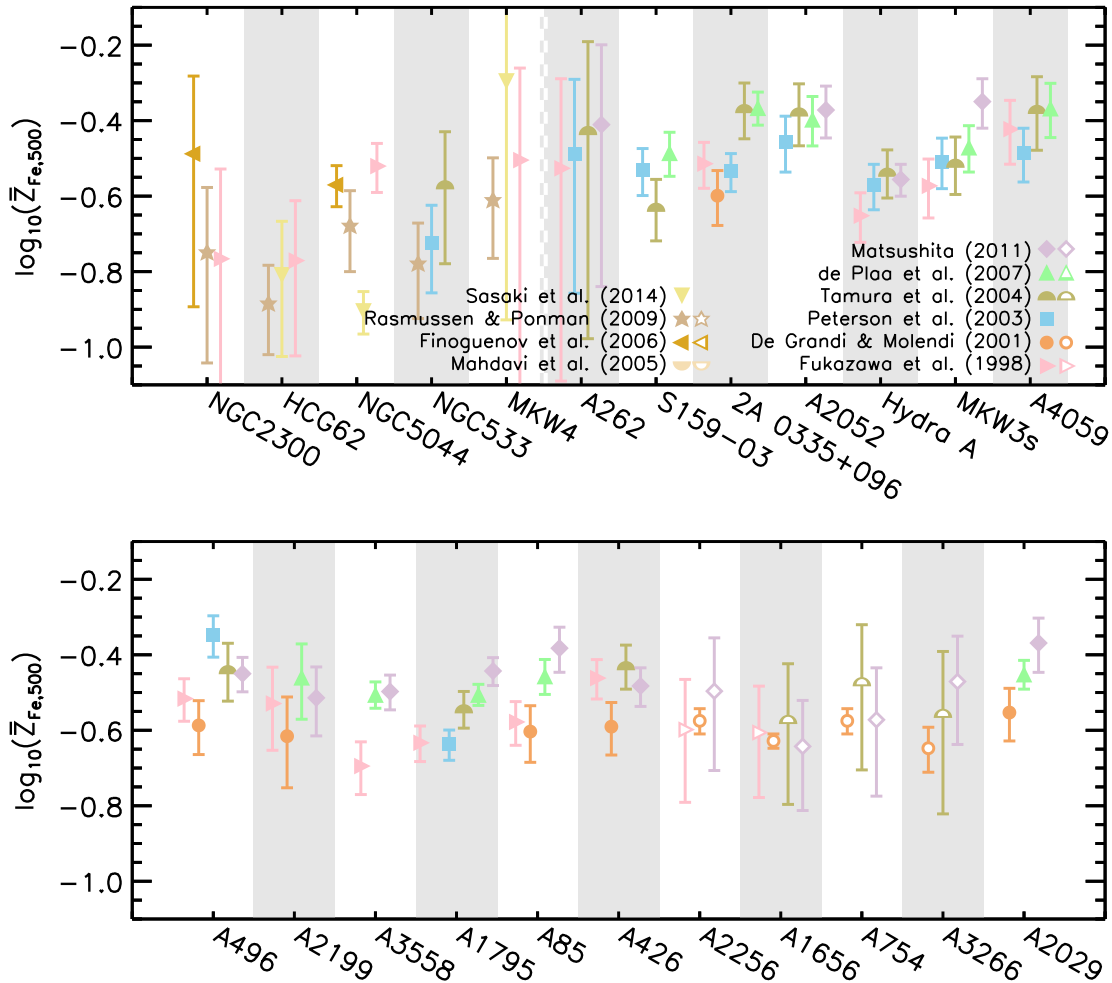 log10(Z̅Fe,500)
−0.2
−0.4
−0.6
−0.8
−1.0
Matsushita (2011)
de Plaa et al. (2007)
Sasaki et al. (2014) Tamura et al. (2004)
Rasmussen & Ponman (2009) Peterson et al. (2003)
Finoguenov et al. (2006) De Grandi & Molendi (2001)
Mahdavi et al. (2005) Fukazawa et al. (1998)
NGC2300
HCG62
NGC5044
NGC533
MKW4
A262
S159−03
2A 0335+096
A2052
Hydra A
MKW3s
A4059
log10(Z̅Fe,500)
−0.2
−0.4
−0.6
−0.8
−1.0
A496
A2199
A3558
A1795
A85
A426
A2256
A1656
A754
A3266
A2029